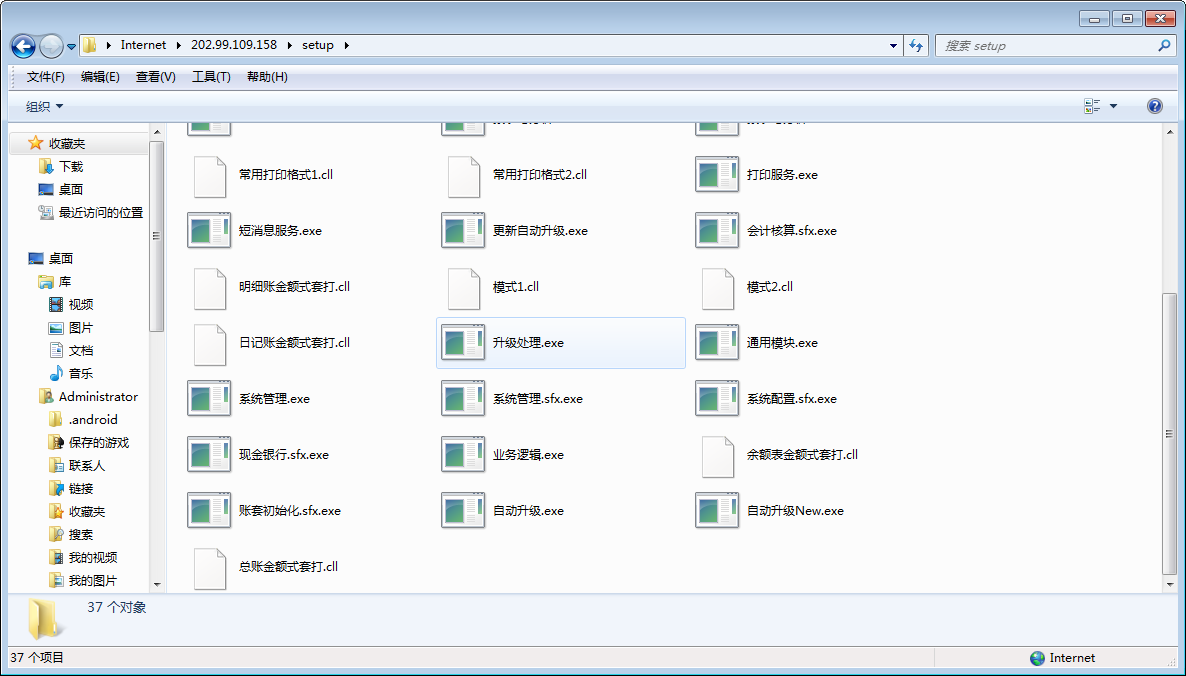 Internet 202.99.109.158 setup
搜索 setup
文件(F) 编辑(E) 查看(V) 工具(T) 帮助(H)
组织
收藏夹
下载
桌面
最近访问的位置
桌面
库
视频
图片
文档
音乐
Administrator
.android
保存的游戏
联系人
链接
收藏夹
搜索
我的视频
我的图片
常用打印格式1.cll
常用打印格式2.cll
打印服务.exe
短消息服务.exe
更新自动升级.exe
会计核算.sfx.exe
明细账金额式套打.cll
模式1.cll
模式2.cll
日记账金额式套打.cll
升级处理.exe
通用模块.exe
系统管理.exe
系统管理.sfx.exe
系统配置.sfx.exe
现金银行.sfx.exe
业务逻辑.exe
余额表金额式套打.cll
账套初始化.sfx.exe
自动升级.exe
自动升级New.exe
总账金额式套打.cll
37 个对象
37 个项目
Internet